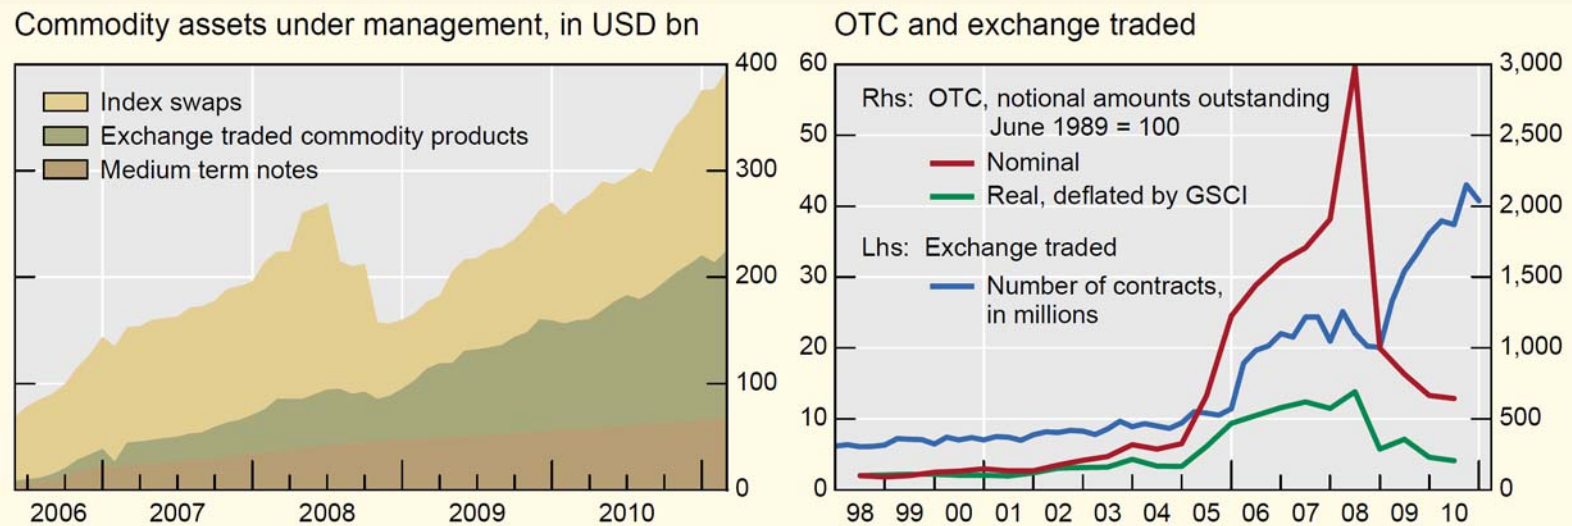 Commodity assets under management, in USD bn
Index swaps
Exchange traded commodity products
Medium term notes
400
300
200
100
0
2006 2007 2008 2009 2010
OTC and exchange traded
60
50
40
30
20
10
0
Rhs: OTC, notional amounts outstanding
June 1989 = 100
Nominal
Real, deflated by GSCI
Lhs: Exchange traded
Number of contracts,
in millions
3,000
2,500
2,000
1,500
1,000
500
0
98 99 00 01 02 03 04 05 06 07 08 09 10